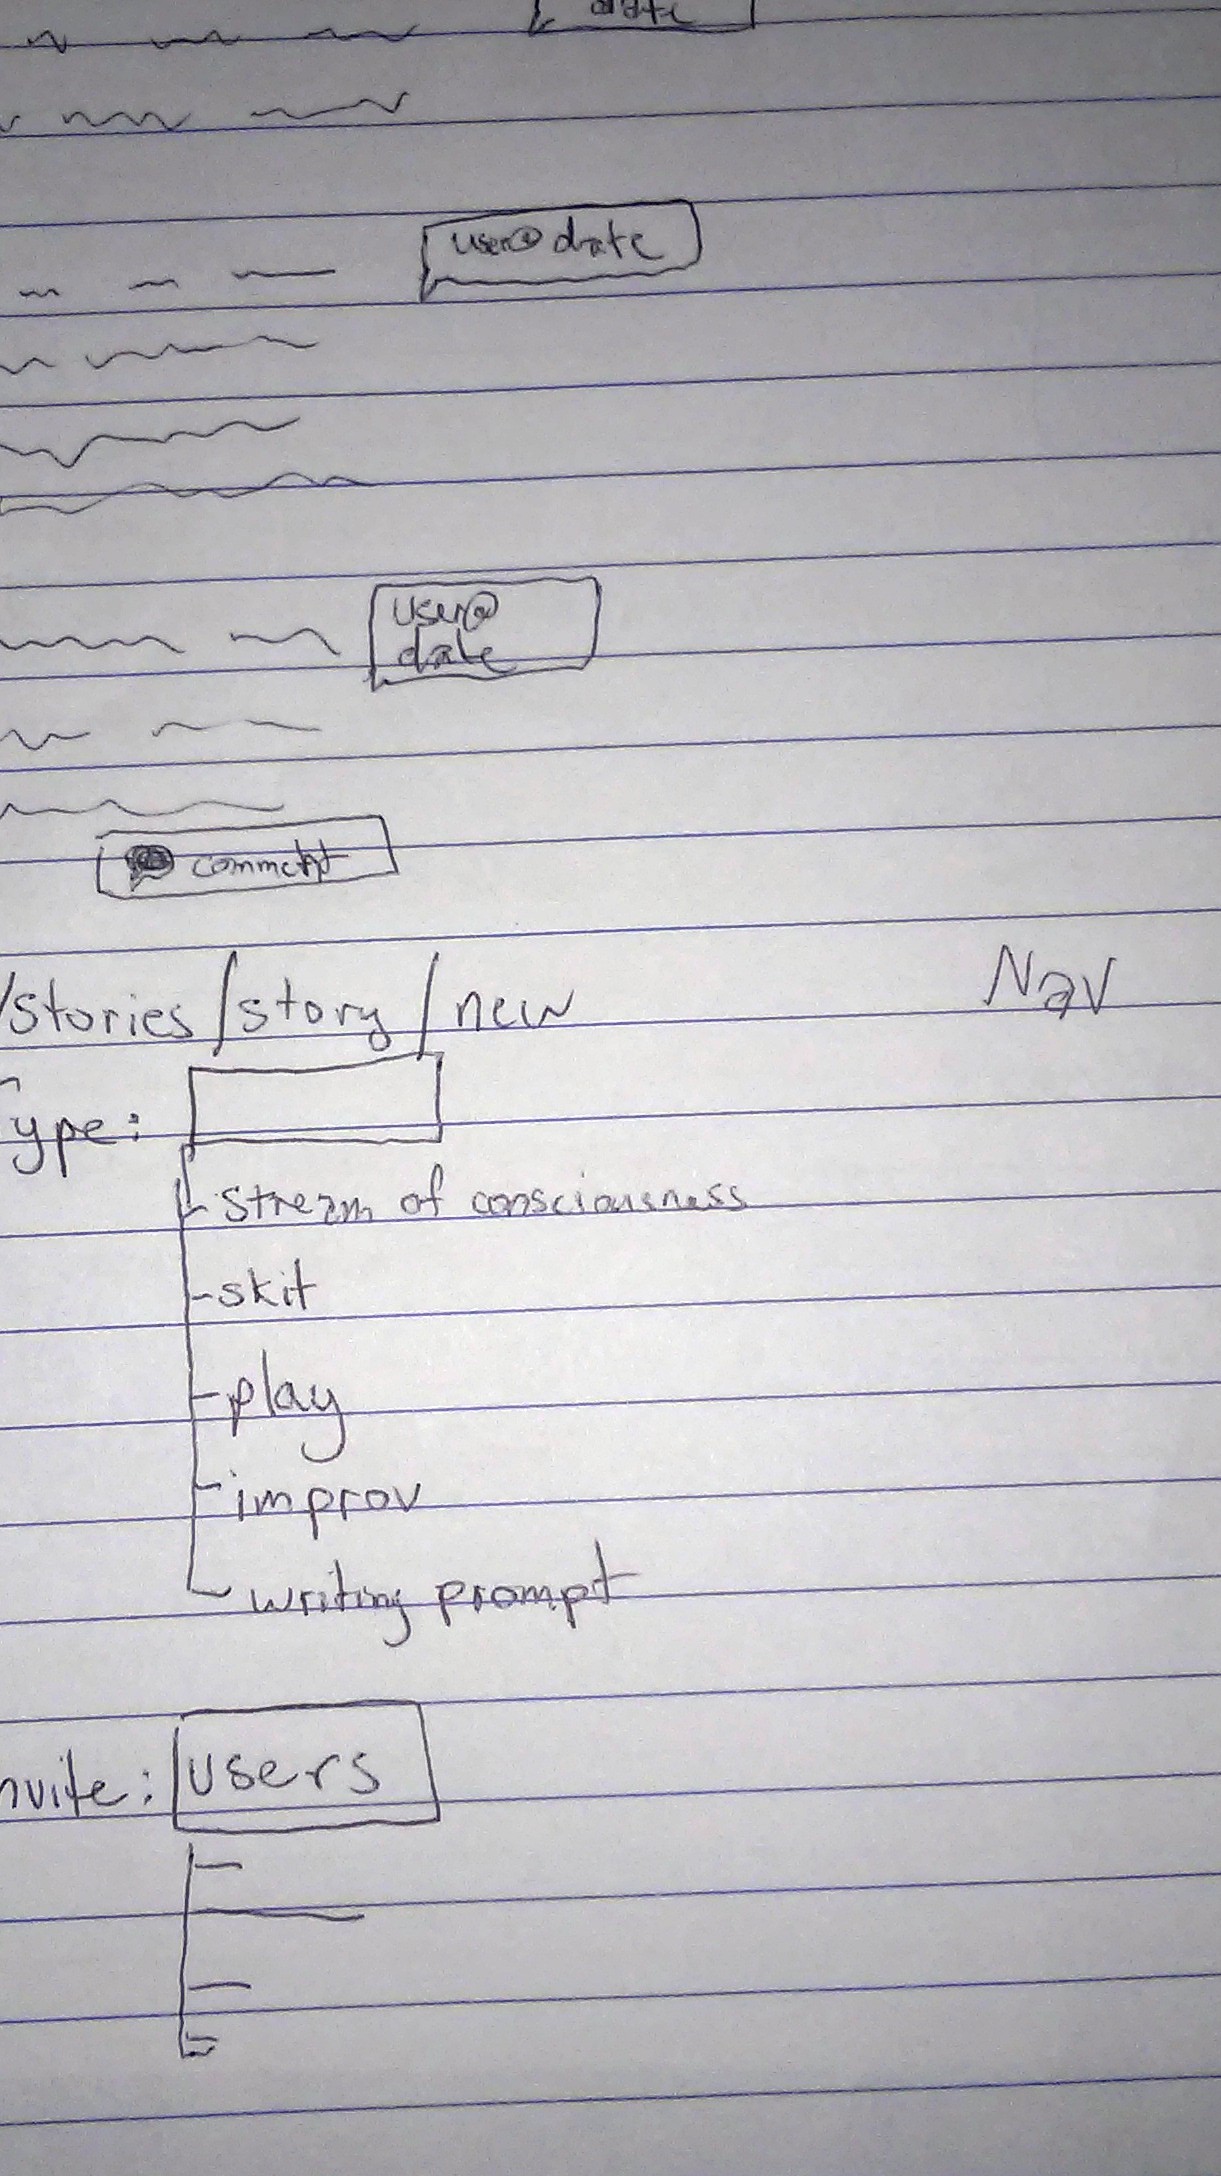 date
user@ date
user@
date
comment
/stories/story/new Nav
ype:
stream of consciousness
-skit
-play
-improv
writing prompt
nvite: users